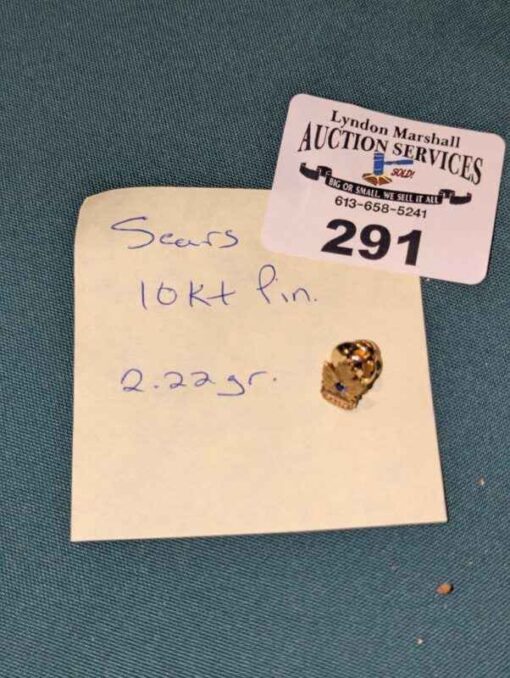 Lyndon Marshall
AUCTION SERVICES
SOLD!
BIG OR SMALL, WE SELL IT ALL
613-658-5241
291
Sears
10Kt Pin.
2.22gr.